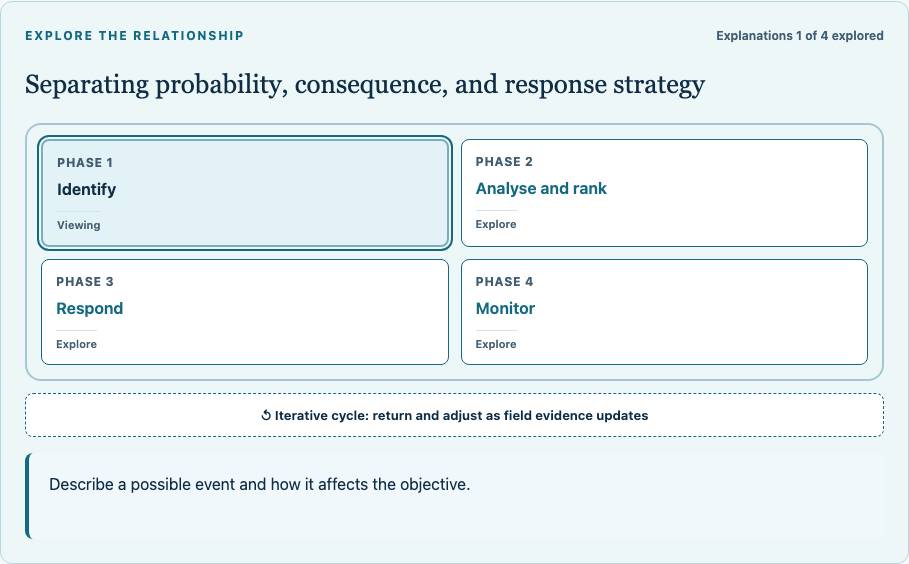 EXPLORE THE RELATIONSHIP
Explanations 1 of 4 explored
Separating probability, consequence, and response strategy
PHASE 1
Identify
Viewing
PHASE 2
Analyse and rank
Explore
PHASE 3
Respond
Explore
PHASE 4
Monitor
Explore
↺ Iterative cycle: return and adjust as field evidence updates
Describe a possible event and how it affects the objective.